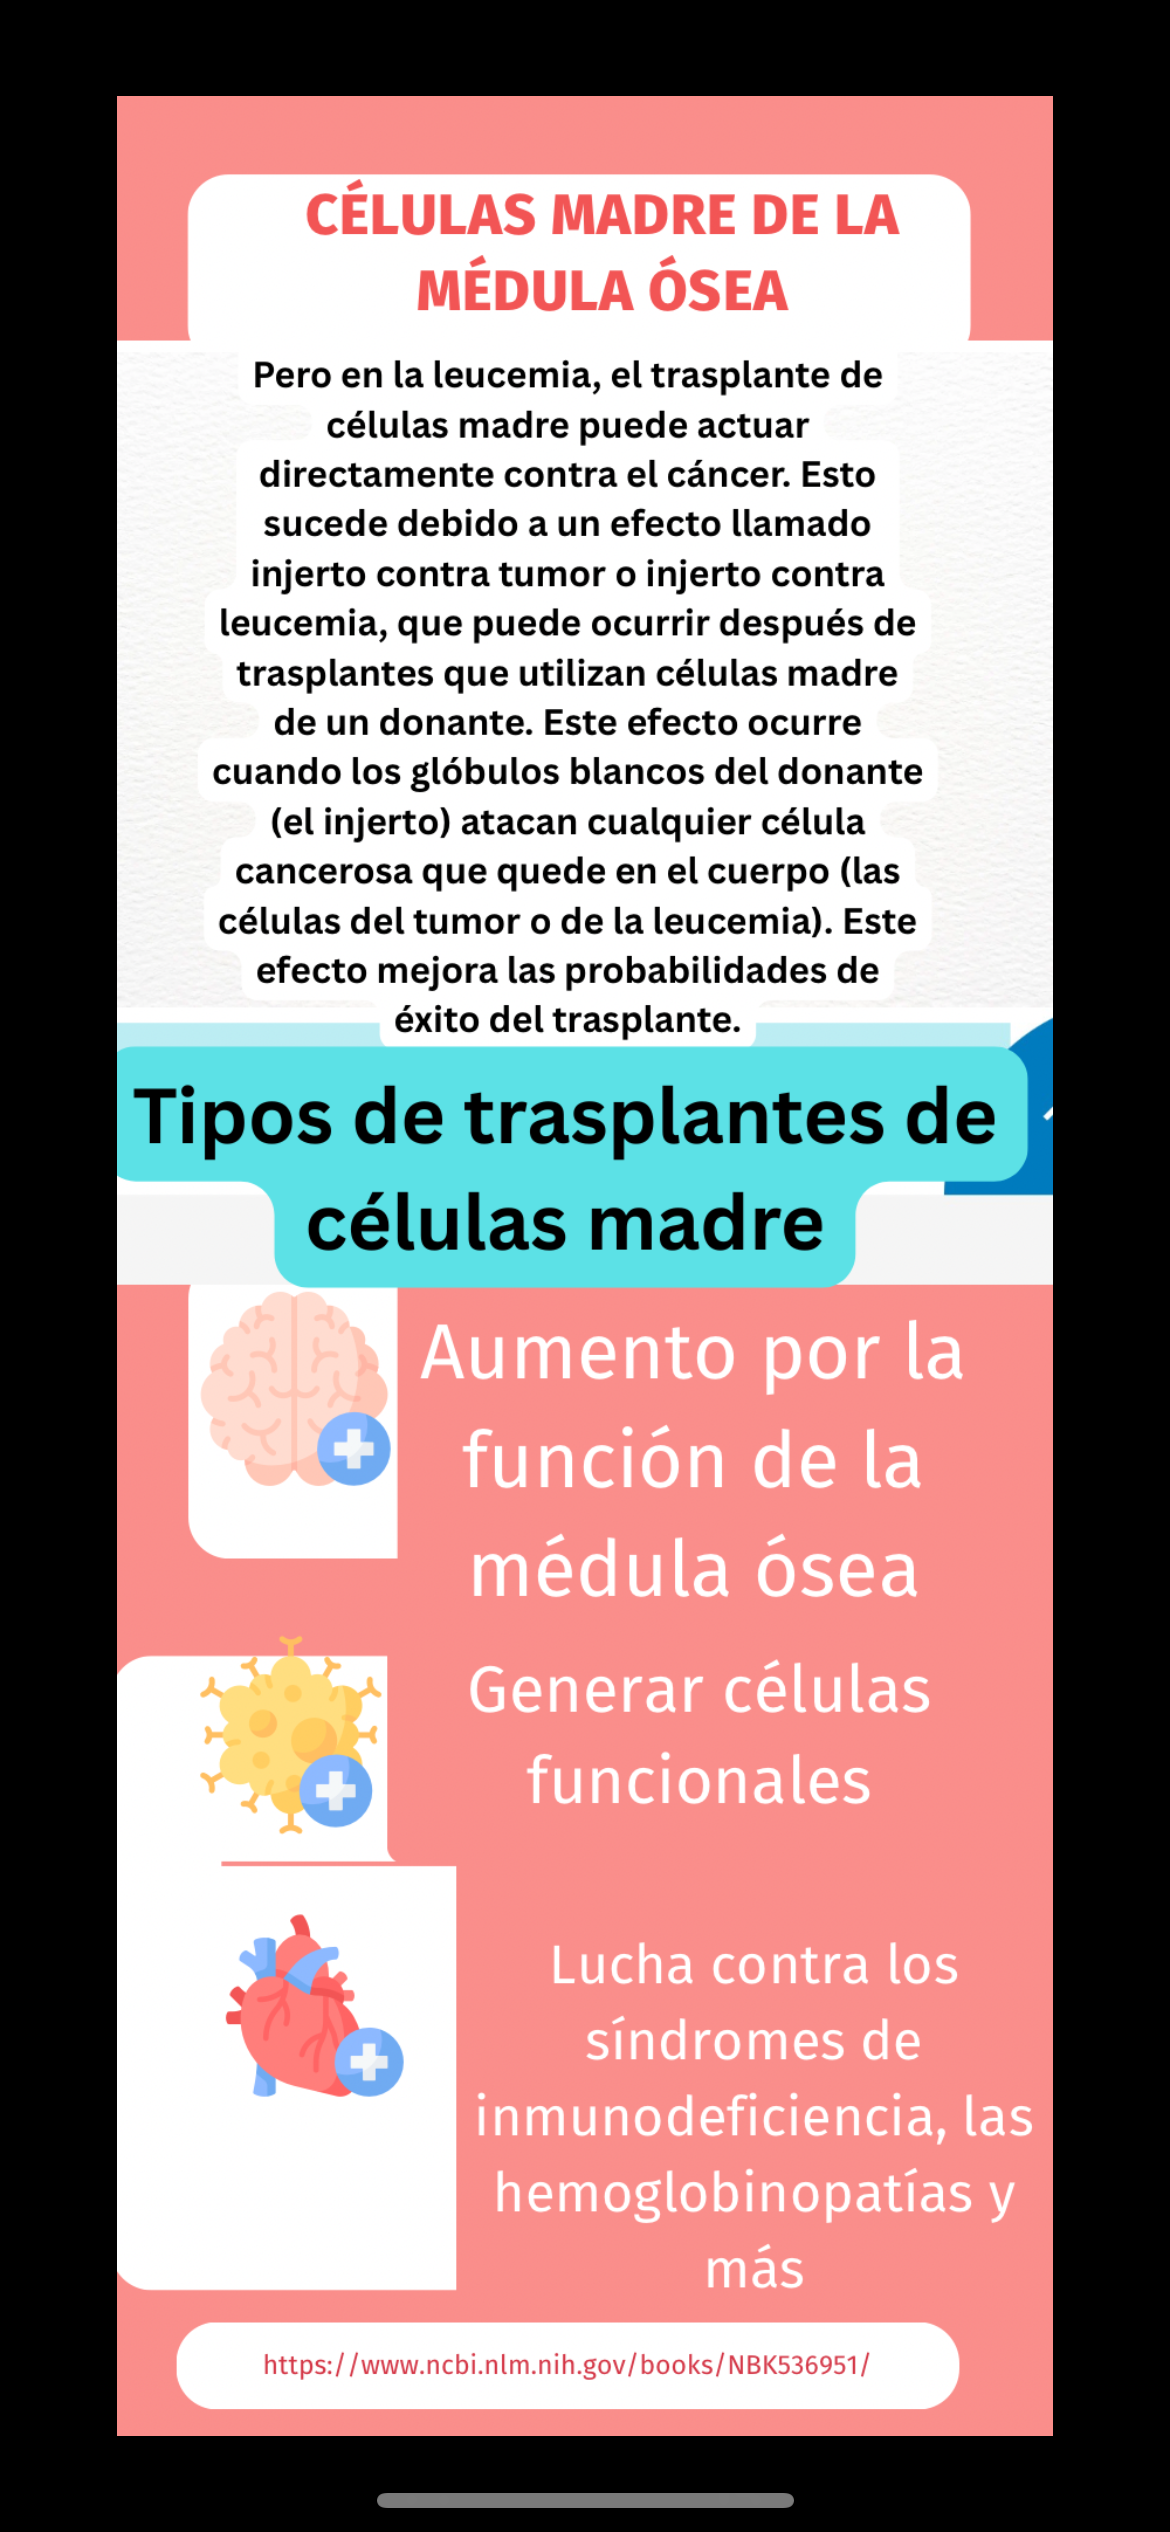 CÉLULAS MADRE DE LA
MÉDULA ÓSEA
Pero en la leucemia, el trasplante de
células madre puede actuar
directamente contra el cáncer. Esto
sucede debido a un efecto llamado
injerto contra tumor o injerto contra
leucemia, que puede ocurrir después de
trasplantes que utilizan células madre
de un donante. Este efecto ocurre
cuando los glóbulos blancos del donante
(el injerto) atacan cualquier célula
cancerosa que quede en el cuerpo (las
células del tumor o de la leucemia). Este
efecto mejora las probabilidades de
éxito del trasplante.
Tipos de trasplantes de
células madre
Aumento por la
función de la
médula ósea
Generar células
funcionales
Lucha contra los
síndromes de
inmunodeficiencia, las
hemoglobinopatías y
más
https://www.ncbi.nlm.nih.gov/books/NBK536951/